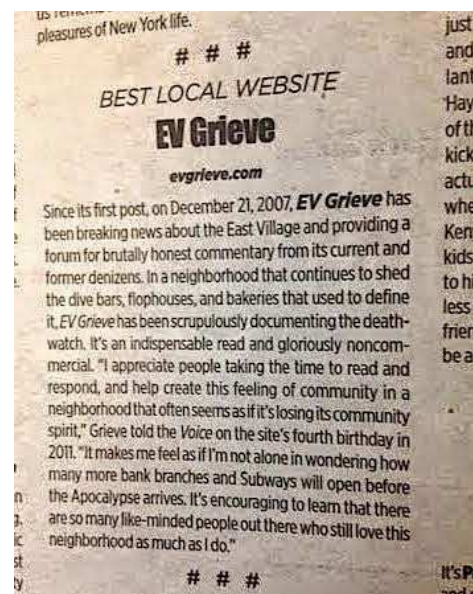 pleasures of New York life.
# # #
BEST LOCAL WEBSITE
EV Grieve
evgrieve.com
Since its first post, on December 21, 2007, EV Grieve has
been breaking news about the East Village and providing a
forum for brutally honest commentary from its current and
former denizens. In a neighborhood that continues to shed
the dive bars, flophouses, and bakeries that used to define
it, EV Grieve has been scrupulously documenting the death-
watch. It's an indispensable read and gloriously noncom-
mercial. "I appreciate people taking the time to read and
respond, and help create this feeling of community in a
neighborhood that often seems as if it's losing its community
spirit," Grieve told the Voice on the site's fourth birthday in
2011. "It makes me feel as if I'm not alone in wondering how
many more bank branches and Subways will open before
the Apocalypse arrives. It's encouraging to learn that there
are so many like-minded people out there who still love this
neighborhood as much as I do."
# # #
just
and
lant
Hay
of th
kick
actu
whe
Ken
kids
to hi
less
frier
be a
It's P